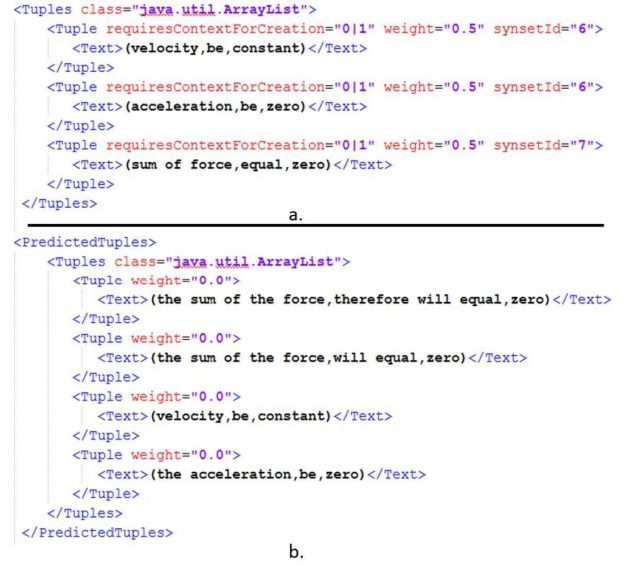 <Tuples class="java.util.ArrayList">
<Tuple requiresContextForCreation="0|1" weight="0.5" synsetId="6">
<Text>(velocity,be,constant)</Text>
</Tuple>
<Tuple requiresContextForCreation="0|1" weight="0.5" synsetId="6">
<Text>(acceleration,be,zero)</Text>
</Tuple>
<Tuple requiresContextForCreation="0|1" weight="0.5" synsetId="7">
<Text>(sum of force,equal,zero)</Text>
</Tuple>
</Tuples>
a.
<PredictedTuples>
<Tuples class="java.util.ArrayList">
<Tuple weight="0.0">
<Text>(the sum of the force,therefore will equal,zero)</Text>
</Tuple>
<Tuple weight="0.0">
<Text>(the sum of the force,will equal,zero)</Text>
</Tuple>
<Tuple weight="0.0">
<Text>(velocity,be,constant)</Text>
</Tuple>
<Tuple weight="0.0">
<Text>(the acceleration,be,zero)</Text>
</Tuple>
</Tuples>
</PredictedTuples>
b.